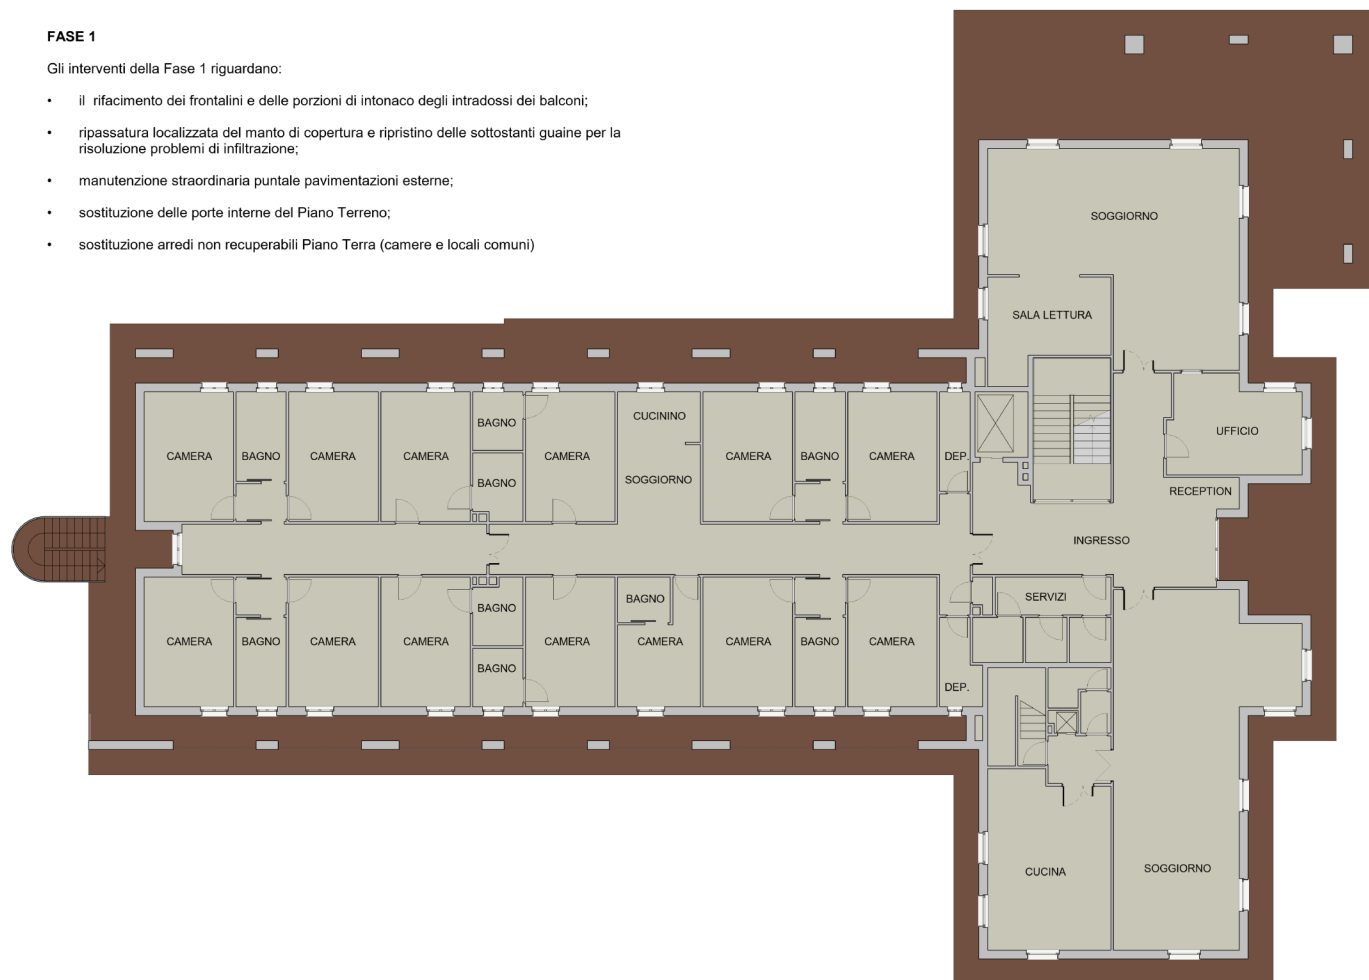 FASE 1
Gli interventi della Fase 1 riguardano:
• il rifacimento dei frontalini e delle porzioni di intonaco degli intradossi dei balconi;
• ripassatura localizzata del manto di copertura e ripristino delle sottostanti guaine per la
risoluzione problemi di infiltrazione;
• manutenzione straordinaria puntale pavimentazioni esterne;
• sostituzione delle porte interne del Piano Terreno;
• sostituzione arredi non recuperabili Piano Terra (camere e locali comuni)
SOGGIORNO
SALA LETTURA
CUCININO
BAGNO
UFFICIO
CAMERA
BAGNO
CAMERA
CAMERA
CAMERA
CAMERA
BAGNO
CAMERA
DEP.
SOGGIORNO
BAGNO
RECEPTION
INGRESSO
SERVIZI
BAGNO
BAGNO
CAMERA
BAGNO
CAMERA
CAMERA
CAMERA
CAMERA
CAMERA
BAGNO
CAMERA
BAGNO
DEP.
CUCINA
SOGGIORNO